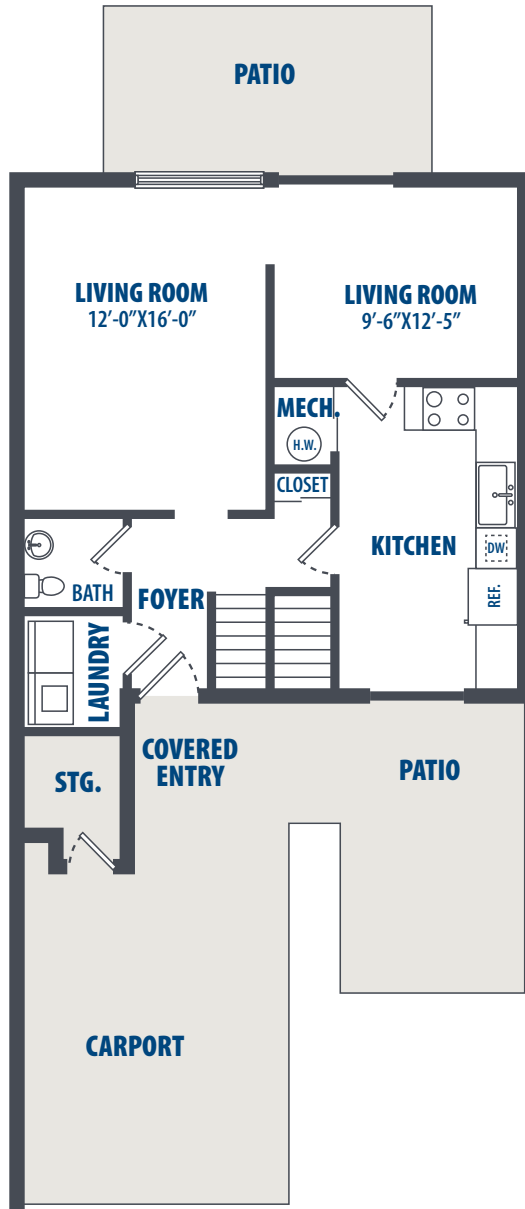 PATIO
LIVING ROOM
12'-0”X16'-0”
LIVING ROOM
9'-6”X12'-5”
MECH.
H.W.
CLOSET
KITCHEN
DW
BATH
FOYER
REF.
LAUNDRY
COVERED
ENTRY
PATIO
STG.
CARPORT